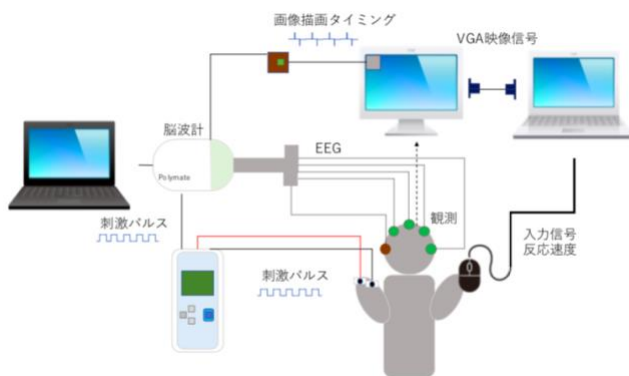 画像描画タイミング
VGA映像信号
脳波計
EEG
Polymate
観測
刺激パルス
入力信号
反応速度
刺激パルス